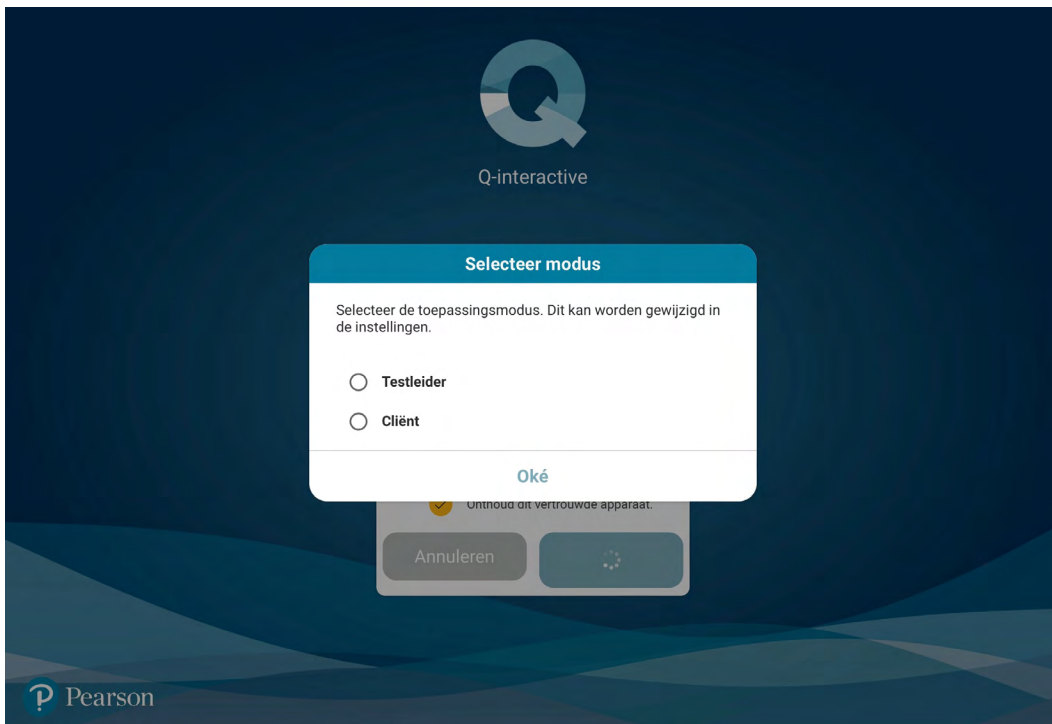 Q-interactive
Selecteer modus
Selecteer de toepassingsmodus. Dit kan worden gewijzigd in
de instellingen.
Testleider
Cliënt
Oké
Onthoud dit vertrouwde apparaat.
Annuleren
Pearson